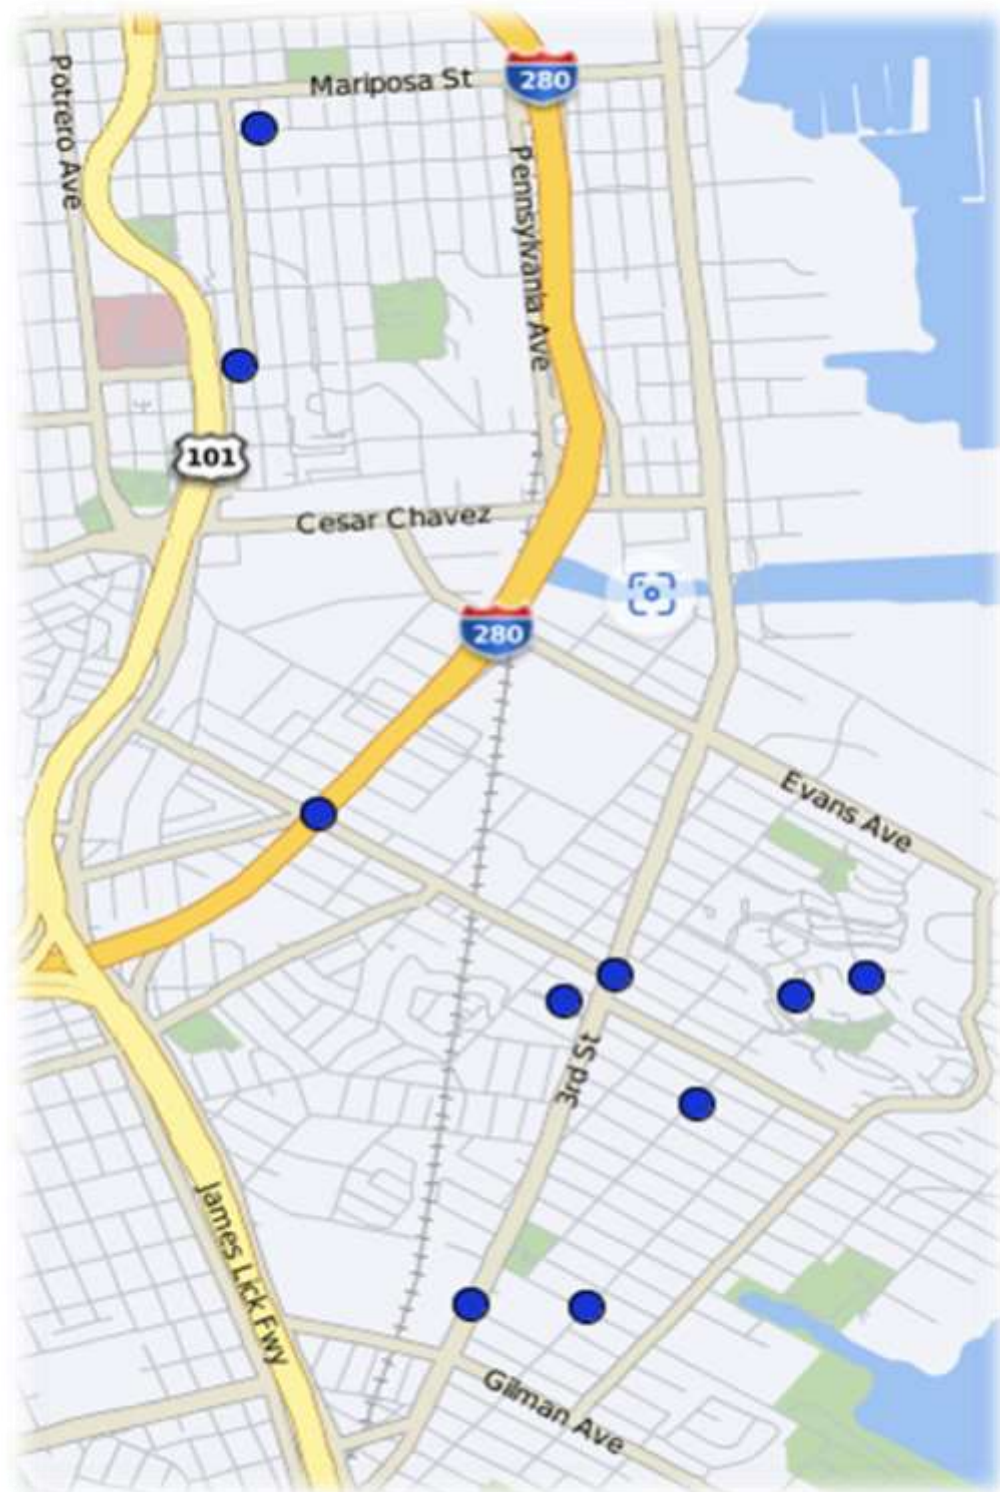 Potrero Ave
Mariposa St
280
Pennsylvania Ave
101
Cesar Chavez
280
Evans Ave
3rd St
James Lick Fwy
Gilman Ave